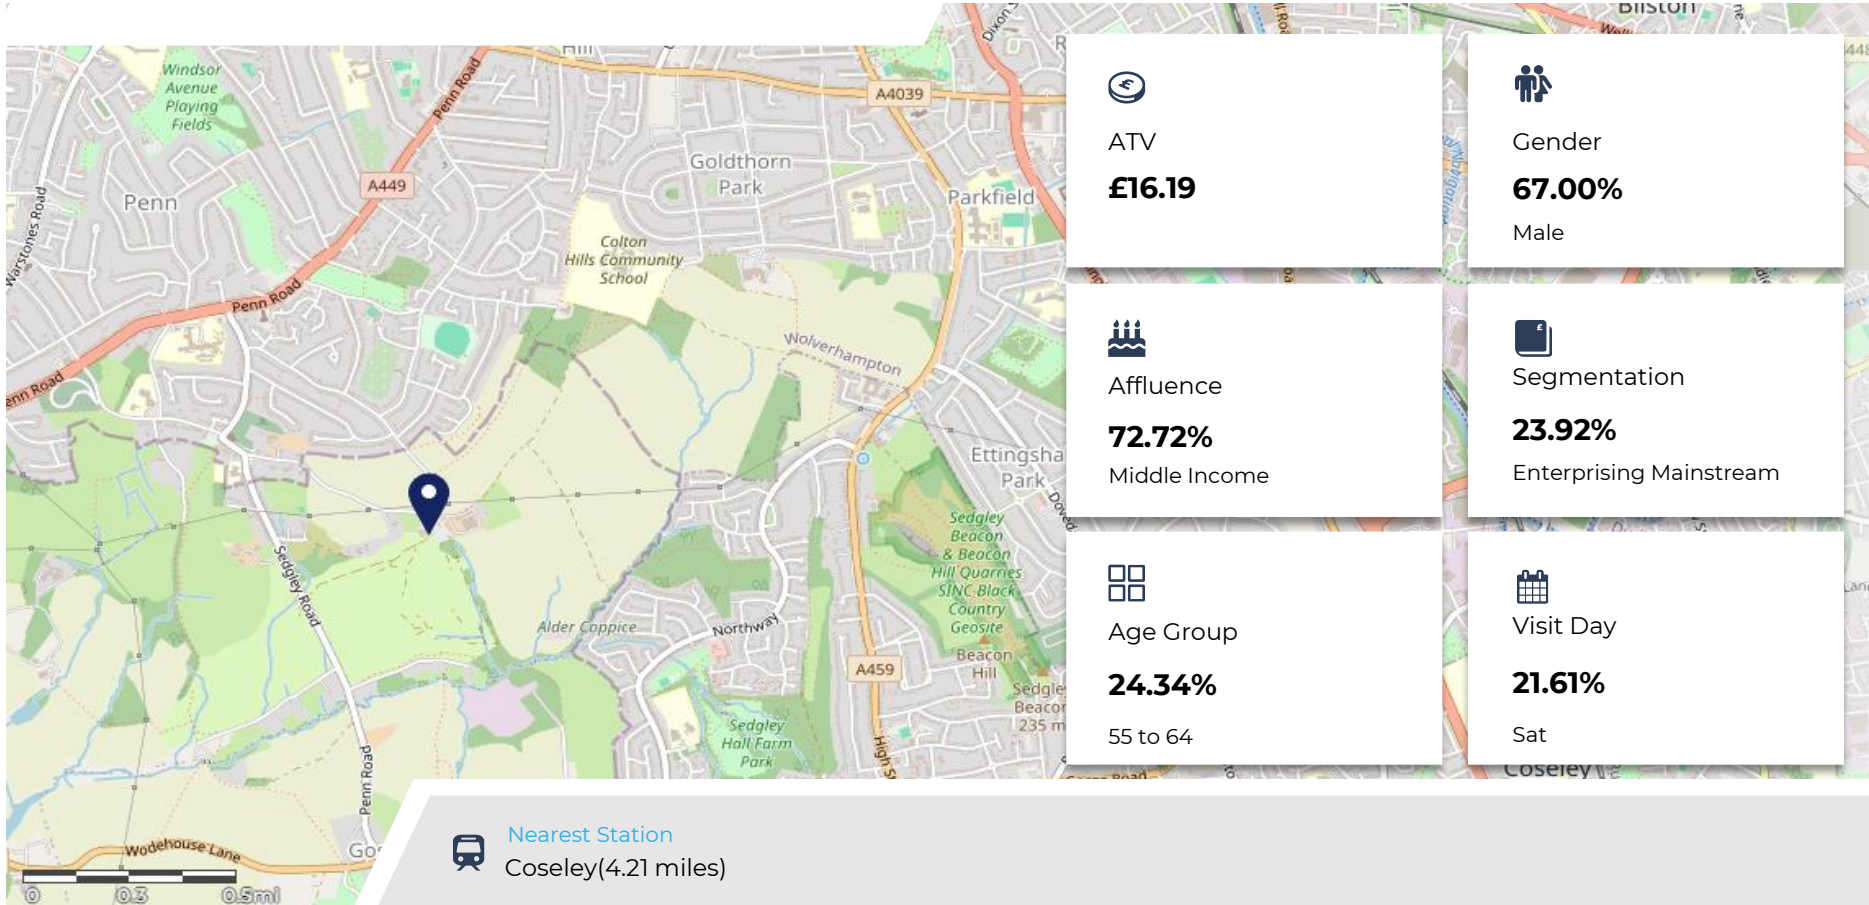 Windsor
Avenue
Playing
Fields
Penn Road
A4039
A449
Goldthorn
Park
Penn
Parkfield
Colton
Hills Community
School
Penn Road
Wolverhampton
Sedgley Road
Sedgley
Beacon
& Beacon
Hill Quarries
SINC Black
Country
Geosite
Alder Coppice
Northway
Beacon
Hill
A459
Sedgley
Hall Farm
Park
Penn Road
Wodehouse Lane
0
0.3
0.5mi
Bilston
ATV
£16.19
Gender
67.00%
Male
Affluence
72.72%
Middle Income
Segmentation
23.92%
Enterprising Mainstream
Age Group
24.34%
55 to 64
Visit Day
21.61%
Sat
Coseley
Nearest Station
Coseley(4.21 miles)